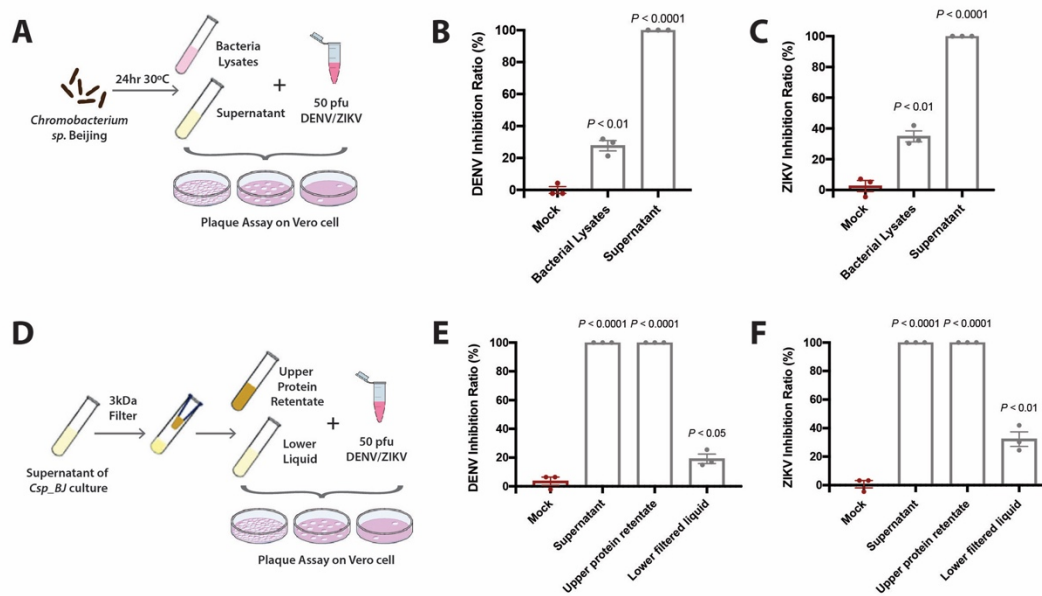 A
Chromobacterium
sp. Beijing
24hr 30ºC
Bacteria
Lysates
Supernatant
+
50 pfu
DENV/ZIKV
Plaque Assay on Vero cell
B
DENV Inhibition Ratio (%)
100
80
60
40
20
0
P < 0.01
P < 0.0001
Mock
Bacterial Lysates
Supernatant
C
ZIKV Inhibition Ratio (%)
100
80
60
40
20
0
P < 0.01
P < 0.0001
Mock
Bacterial Lysates
Supernatant
D
Supernatant of
Csp_BJ culture
3kDa
Filter
Upper
Protein
Retentate
Lower
Liquid
+
50 pfu
DENV/ZIKV
Plaque Assay on Vero cell
E
DENV Inhibition Ratio (%)
100
80
60
40
20
0
P < 0.0001
P < 0.0001
P < 0.05
Mock
Supernatant
Upper protein retentate
Lower filtered liquid
F
ZIKV Inhibition Ratio (%)
100
80
60
40
20
0
P < 0.0001
P < 0.0001
P < 0.01
Mock
Supernatant
Upper protein retentate
Lower filtered liquid